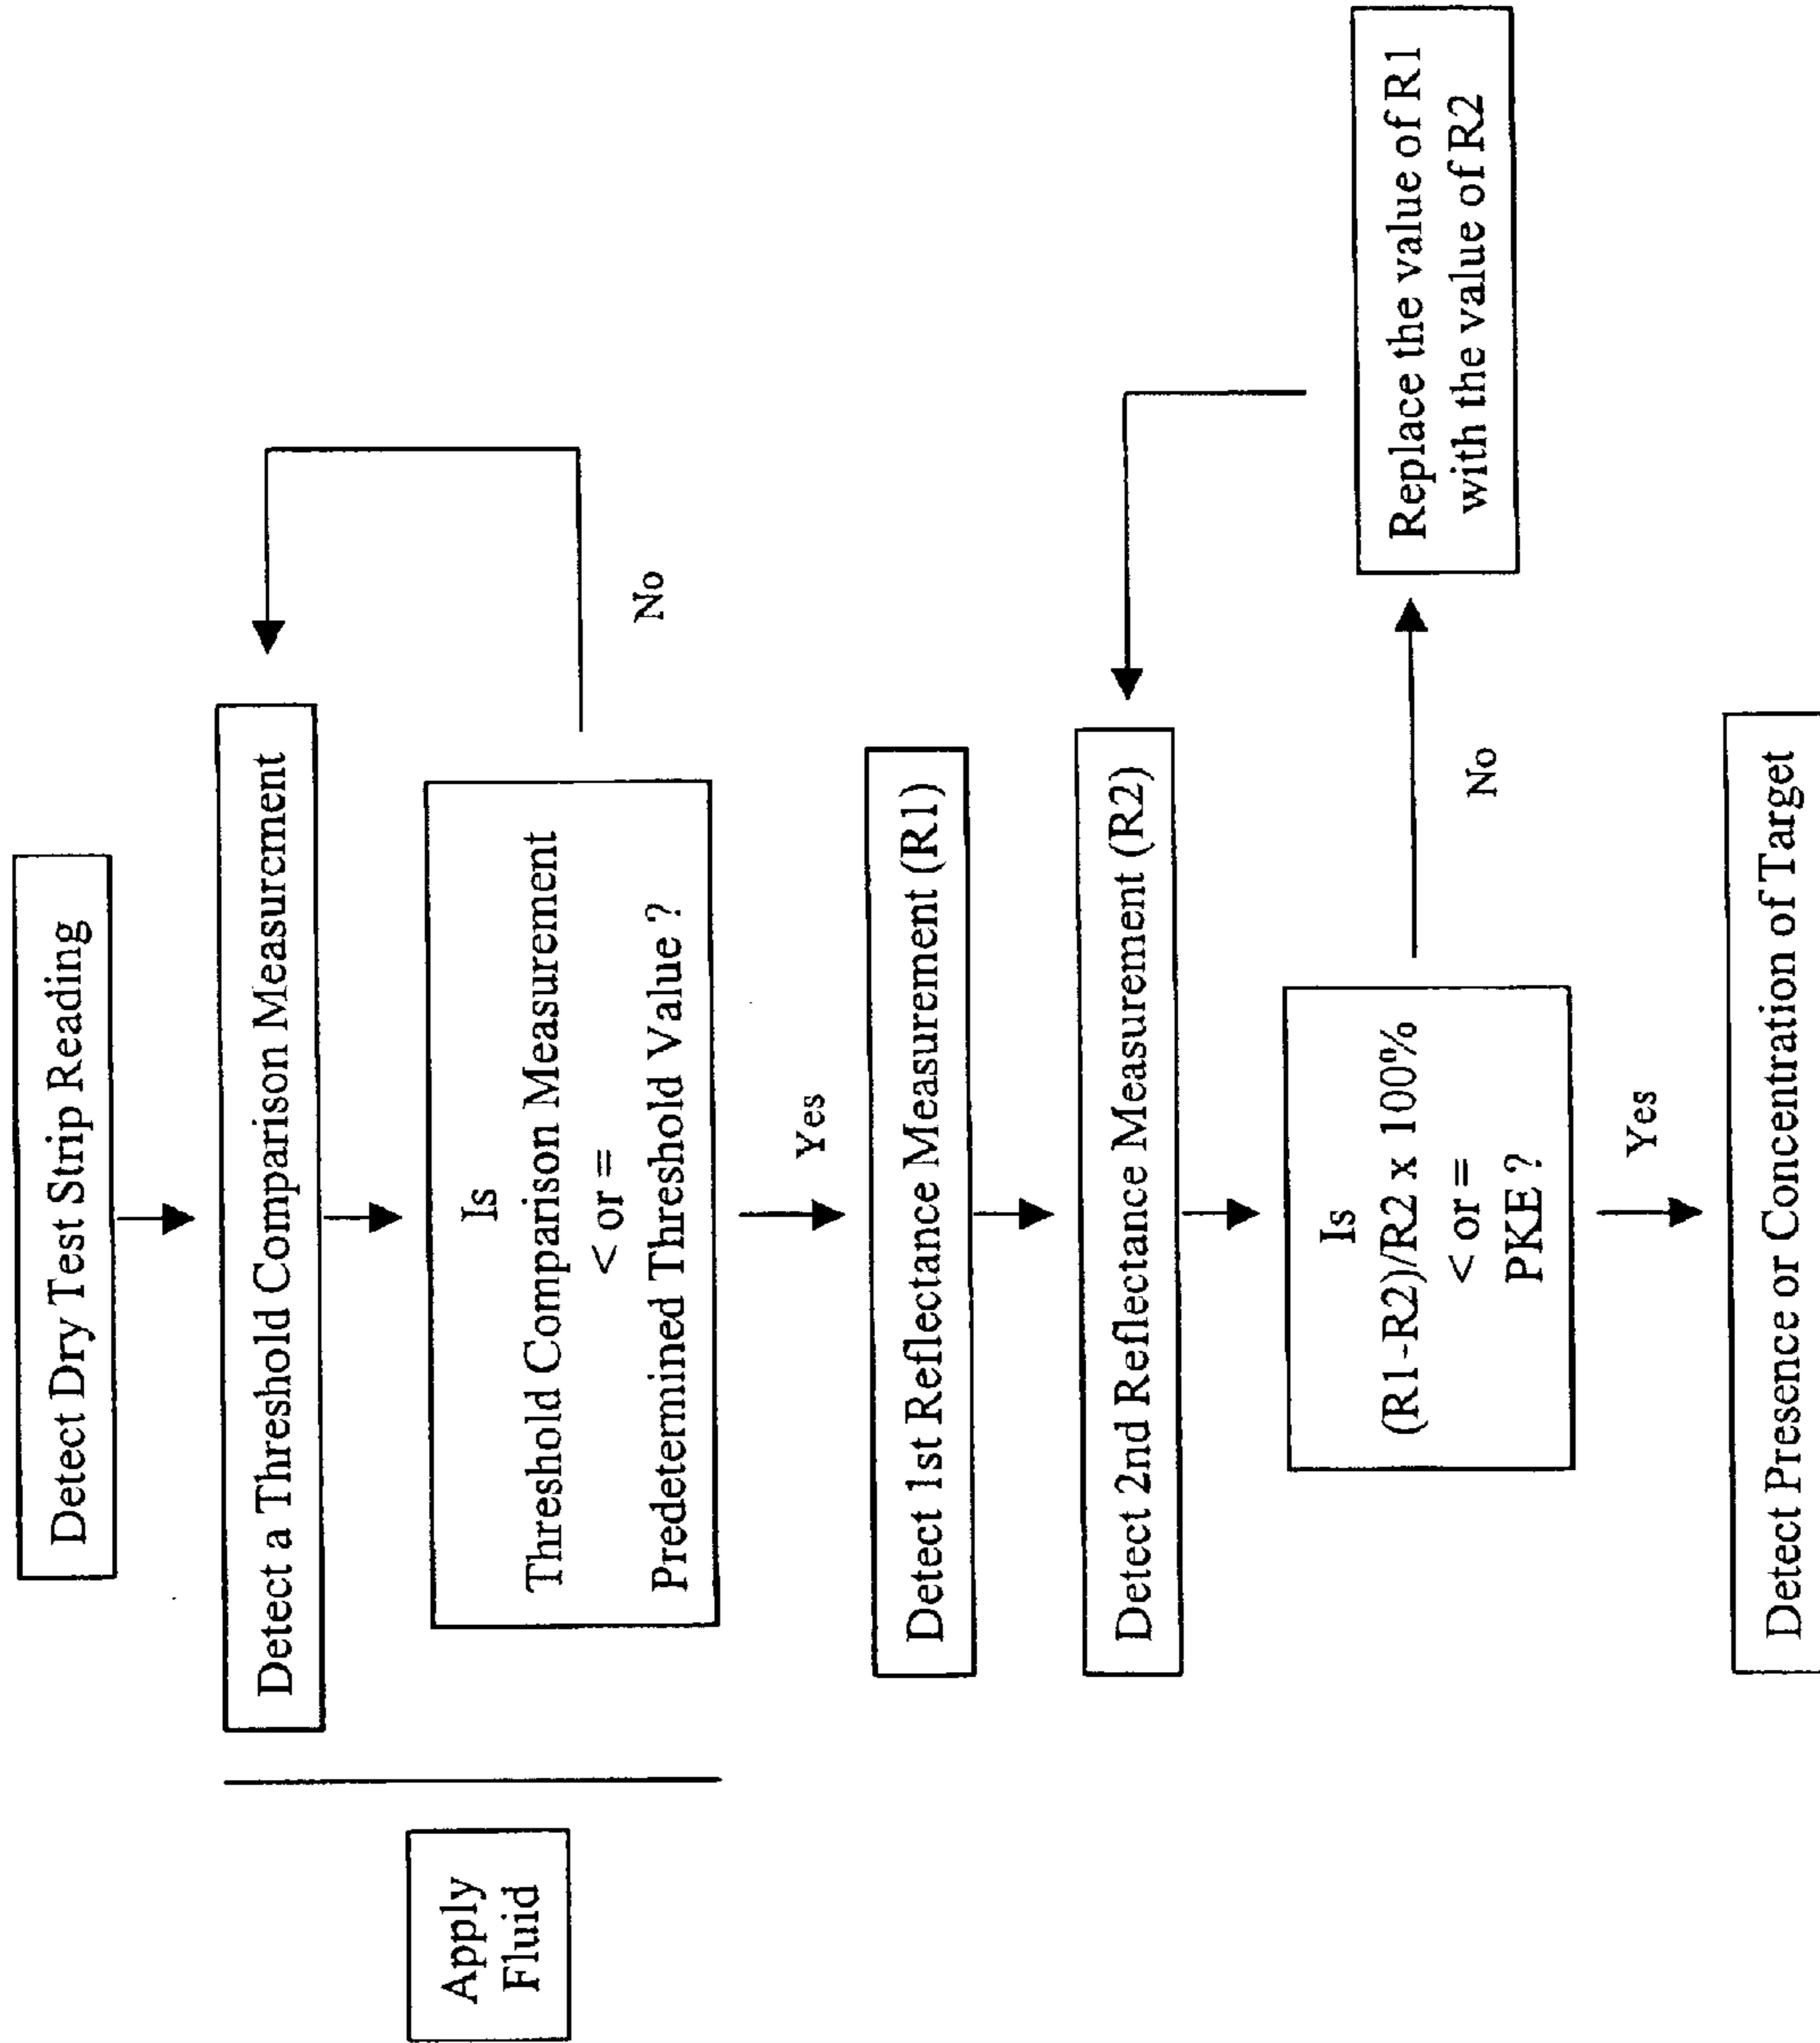 Detect Dry Test Strip Reading
Detect a Threshold Comparison Measurement
Apply
Fluid
Is
Threshold Comparison Measurement
< or =
Predetermined Threshold Value ?
No
Yes
Detect 1st Reflectance Measurement (R1)
Detect 2nd Reflectance Measurement (R2)
Is
(R1-R2)/R2 x 100%
< or =
PKE ?
No
Replace the value of R1
with the value of R2
Yes
Detect Presence or Concentration of Target